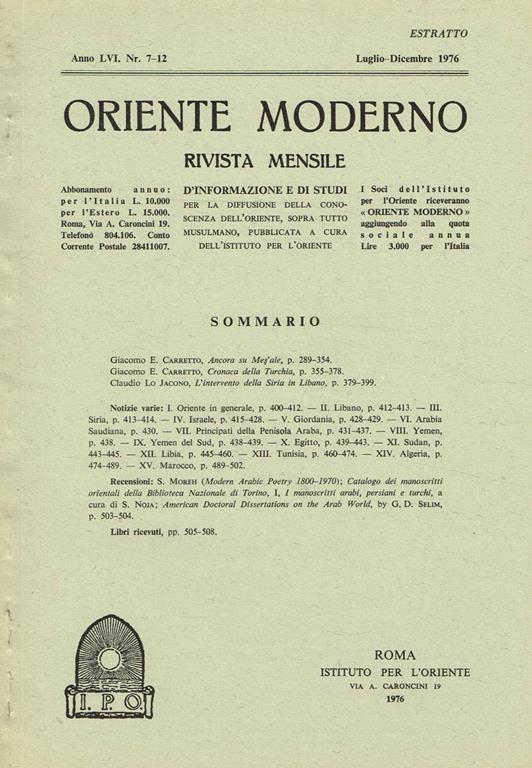 ESTRATTO
Anno LVI. Nr. 7-12 Luglio-Dicembre 1976
ORIENTE MODERNO
RIVISTA MENSILE
Abbonamento annuo:
per l'Italia L. 10.000
per l'Estero L. 15.000.
Roma, Via A. Caroncini 19.
Telefono 804.106. Conto
Corrente Postale 28411007.
D'INFORMAZIONE E DI STUDI
PER LA DIFFUSIONE DELLA CONO-
SCENZA DELL'ORIENTE, SOPRA TUTTO
MUSULMANO, PUBBLICATA A CURA
DELL'ISTITUTO PER L'ORIENTE
I Soci dell'Istituto
per l'Oriente riceveranno
« ORIENTE MODERNO »
aggiungendo alla quota
sociale annua
Lire 3.000 per l'Italia
SOMMARIO
Giacomo E. CARRETTO, Ancora su Meş'ale, p. 289-354.
Giacomo E. CARRETTO, Cronaca della Turchia, p. 355-378.
Claudio LO JACONO, L'intervento della Siria in Libano, p. 379-399.
Notizie varie: I. Oriente in generale, p. 400-412. — II. Libano, p. 412-413. — III.
Siria, p. 413-414. — IV. Israele, p. 415-428. — V. Giordania, p. 428-429. — VI. Arabia
Saudiana, p. 430. — VII. Principati del Penisola Araba, p. 431-437. — VIII. Yemen,
p. 438. — IX. Yemen del Sud, p. 438-439. — X. Egitto, p. 439-443. — XI. Sudan, p.
443-445. — XII. Libia, p. 445-460. — XIII. Tunisia, p. 460-474. — XIV. Algeria, p.
474-489. — XV. Marocco, p. 489-502.
Recensioni: S. MOREH (Modern Arabic Poetry 1800-1970); Catalogo dei manoscritti
orientali della Biblioteca Nazionale di Torino, I, I manoscritti arabi, persiani e turchi, a
cura di S. NOJA; American Doctoral Dissertations on the Arab World, by G. D. SELIM,
p. 503-504.
Libri ricevuti, pp. 505-508.
I. P. O.
ROMA
ISTITUTO PER L'ORIENTE
VIA A. CARONCINI 19
1976